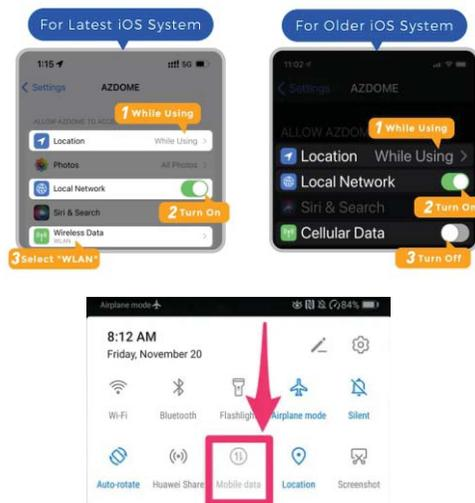 For Latest iOS System
For Older iOS System
1:15
5G
11:02
Settings AZDOME
Settings AZDOME
ALLOW AZDOME TO ACCE
1 While Using
Location While Using
Photos All Photos
Local Network
Siri & Search
2 Turn On
Wireless Data
WLAN
3 Select "WLAN"
ALLOW AZDOM
1 While Using
Location While Using
Local Network
Siri & Search
2 Turn On
Cellular Data
3 Turn Off
Airplane mode 84%
8:12 AM
Friday, November 20
Wi-Fi Bluetooth Flashligh Airplane mode Silent
Auto-rotate Huawei Share Mobile data Location Screenshot